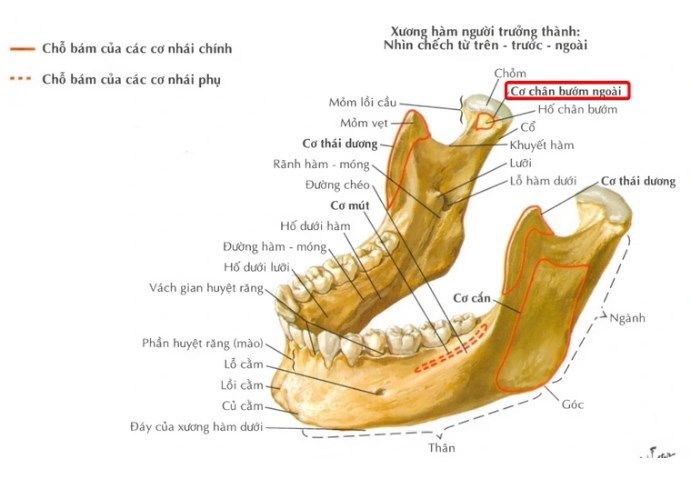 Xương hàm người trưởng thành:
Nhìn chếch từ trên - trước - ngoài
Chỗ bám của các cơ nhái chính
Chỗ bám của các cơ nhái phụ
Chỏm
Cơ chân bướm ngoài
Mỏm lồi cầu
Hố chân bướm
Mỏm vẹt
Cổ
Cơ thái dương
Khuyết hàm
Rãnh hàm - móng
Lưỡi
Đường chéo
Lỗ hàm dưới
Cơ thái dương
Cơ mút
Hố dưới hàm
Đường hàm - móng
Hố dưới lưỡi
Vách gian huyệt răng
Cơ cắn
Ngành
Phần huyệt răng (mào)
Lỗ cằm
Lồi cằm
Củ cằm
Góc
Đáy của xương hàm dưới
Thân